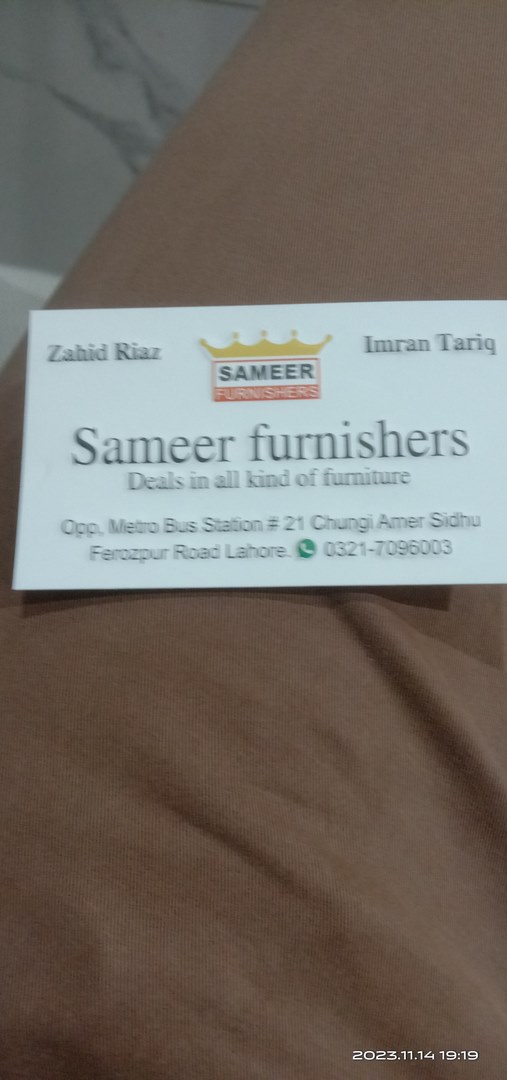 Zahid Riaz
Imran Tariq
SAMEER
FURNISHERS
Sameer furnishers
Deals in all kind of furniture
Opp. Metro Bus Station # 21 Chungi Amer Sidhu
Ferozpur Road Lahore. 0321-7096003
2023.11.14 19:19